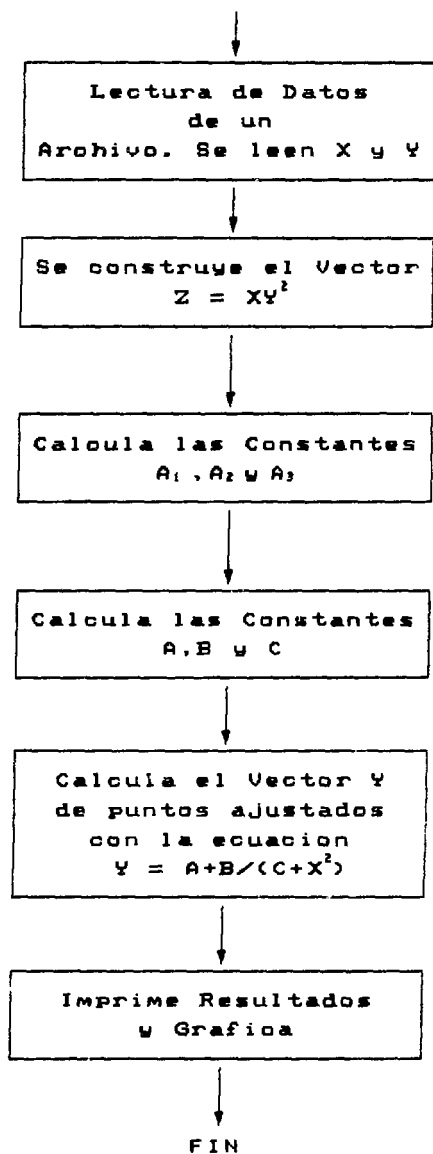 Lectura de Datos
de un
Archivo. Se leen X y Y
Se construye el Vector
Z = XY²
Calcula las Constantes
A₁, A₂ y A₃
Calcula las Constantes
A, B y C
Calcula el Vector Y
de puntos ajustados
con la ecuacion
Y = A+B/(C+X²)
Imprime Resultados
y Grafica
FIN